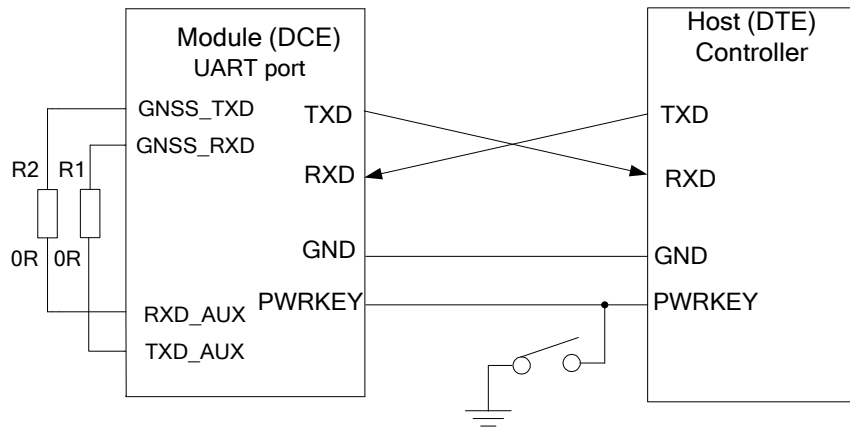 Module (DCE)
UART port
Host (DTE)
Controller
GNSS_TXD
GNSS_RXD
TXD
TXD
R2
R1
RXD
RXD
0R
0R
GND
GND
PWRKEY
PWRKEY
RXD_AUX
TXD_AUX